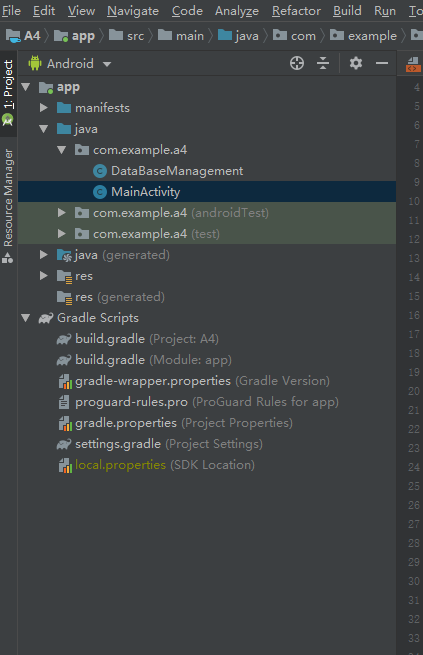 File Edit View Navigate Code Analyze Refactor Build Run To
A4 app src main java com example
1: Project
Resource Manager
Android
app
manifests
java
com.example.a4
DataBaseManagement
MainActivity
com.example.a4 (androidTest)
com.example.a4 (test)
java (generated)
res
res (generated)
Gradle Scripts
build.gradle (Project: A4)
build.gradle (Module: app)
gradle-wrapper.properties (Gradle Version)
proguard-rules.pro (ProGuard Rules for app)
gradle.properties (Project Properties)
settings.gradle (Project Settings)
local.properties (SDK Location)
4
5
6
7
8
9
10
11
12
13
14
15
16
17
18
19
20
21
22
23
24
25
26
27
28
29
30
31
32
33